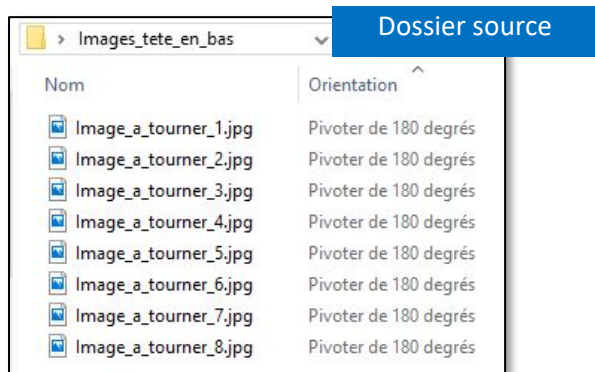 Dossier source
> Images_tete_en_bas
Nom Orientation
Image_a_tourner_1.jpg Pivoter de 180 degrés
Image_a_tourner_2.jpg Pivoter de 180 degrés
Image_a_tourner_3.jpg Pivoter de 180 degrés
Image_a_tourner_4.jpg Pivoter de 180 degrés
Image_a_tourner_5.jpg Pivoter de 180 degrés
Image_a_tourner_6.jpg Pivoter de 180 degrés
Image_a_tourner_7.jpg Pivoter de 180 degrés
Image_a_tourner_8.jpg Pivoter de 180 degrés